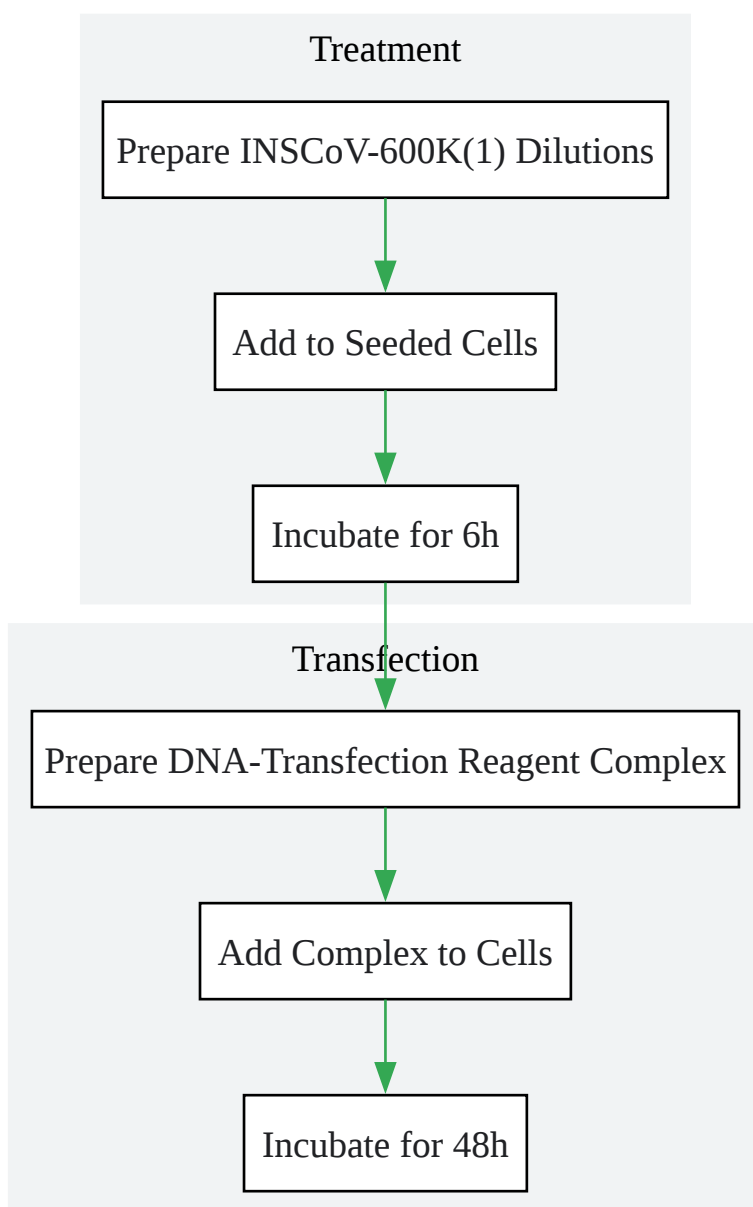 Treatment
Prepare INSCoV-600K(1) Dilutions
Add to Seeded Cells
Incubate for 6h
Transfection
Prepare DNA-Transfection Reagent Complex
Add Complex to Cells
Incubate for 48h